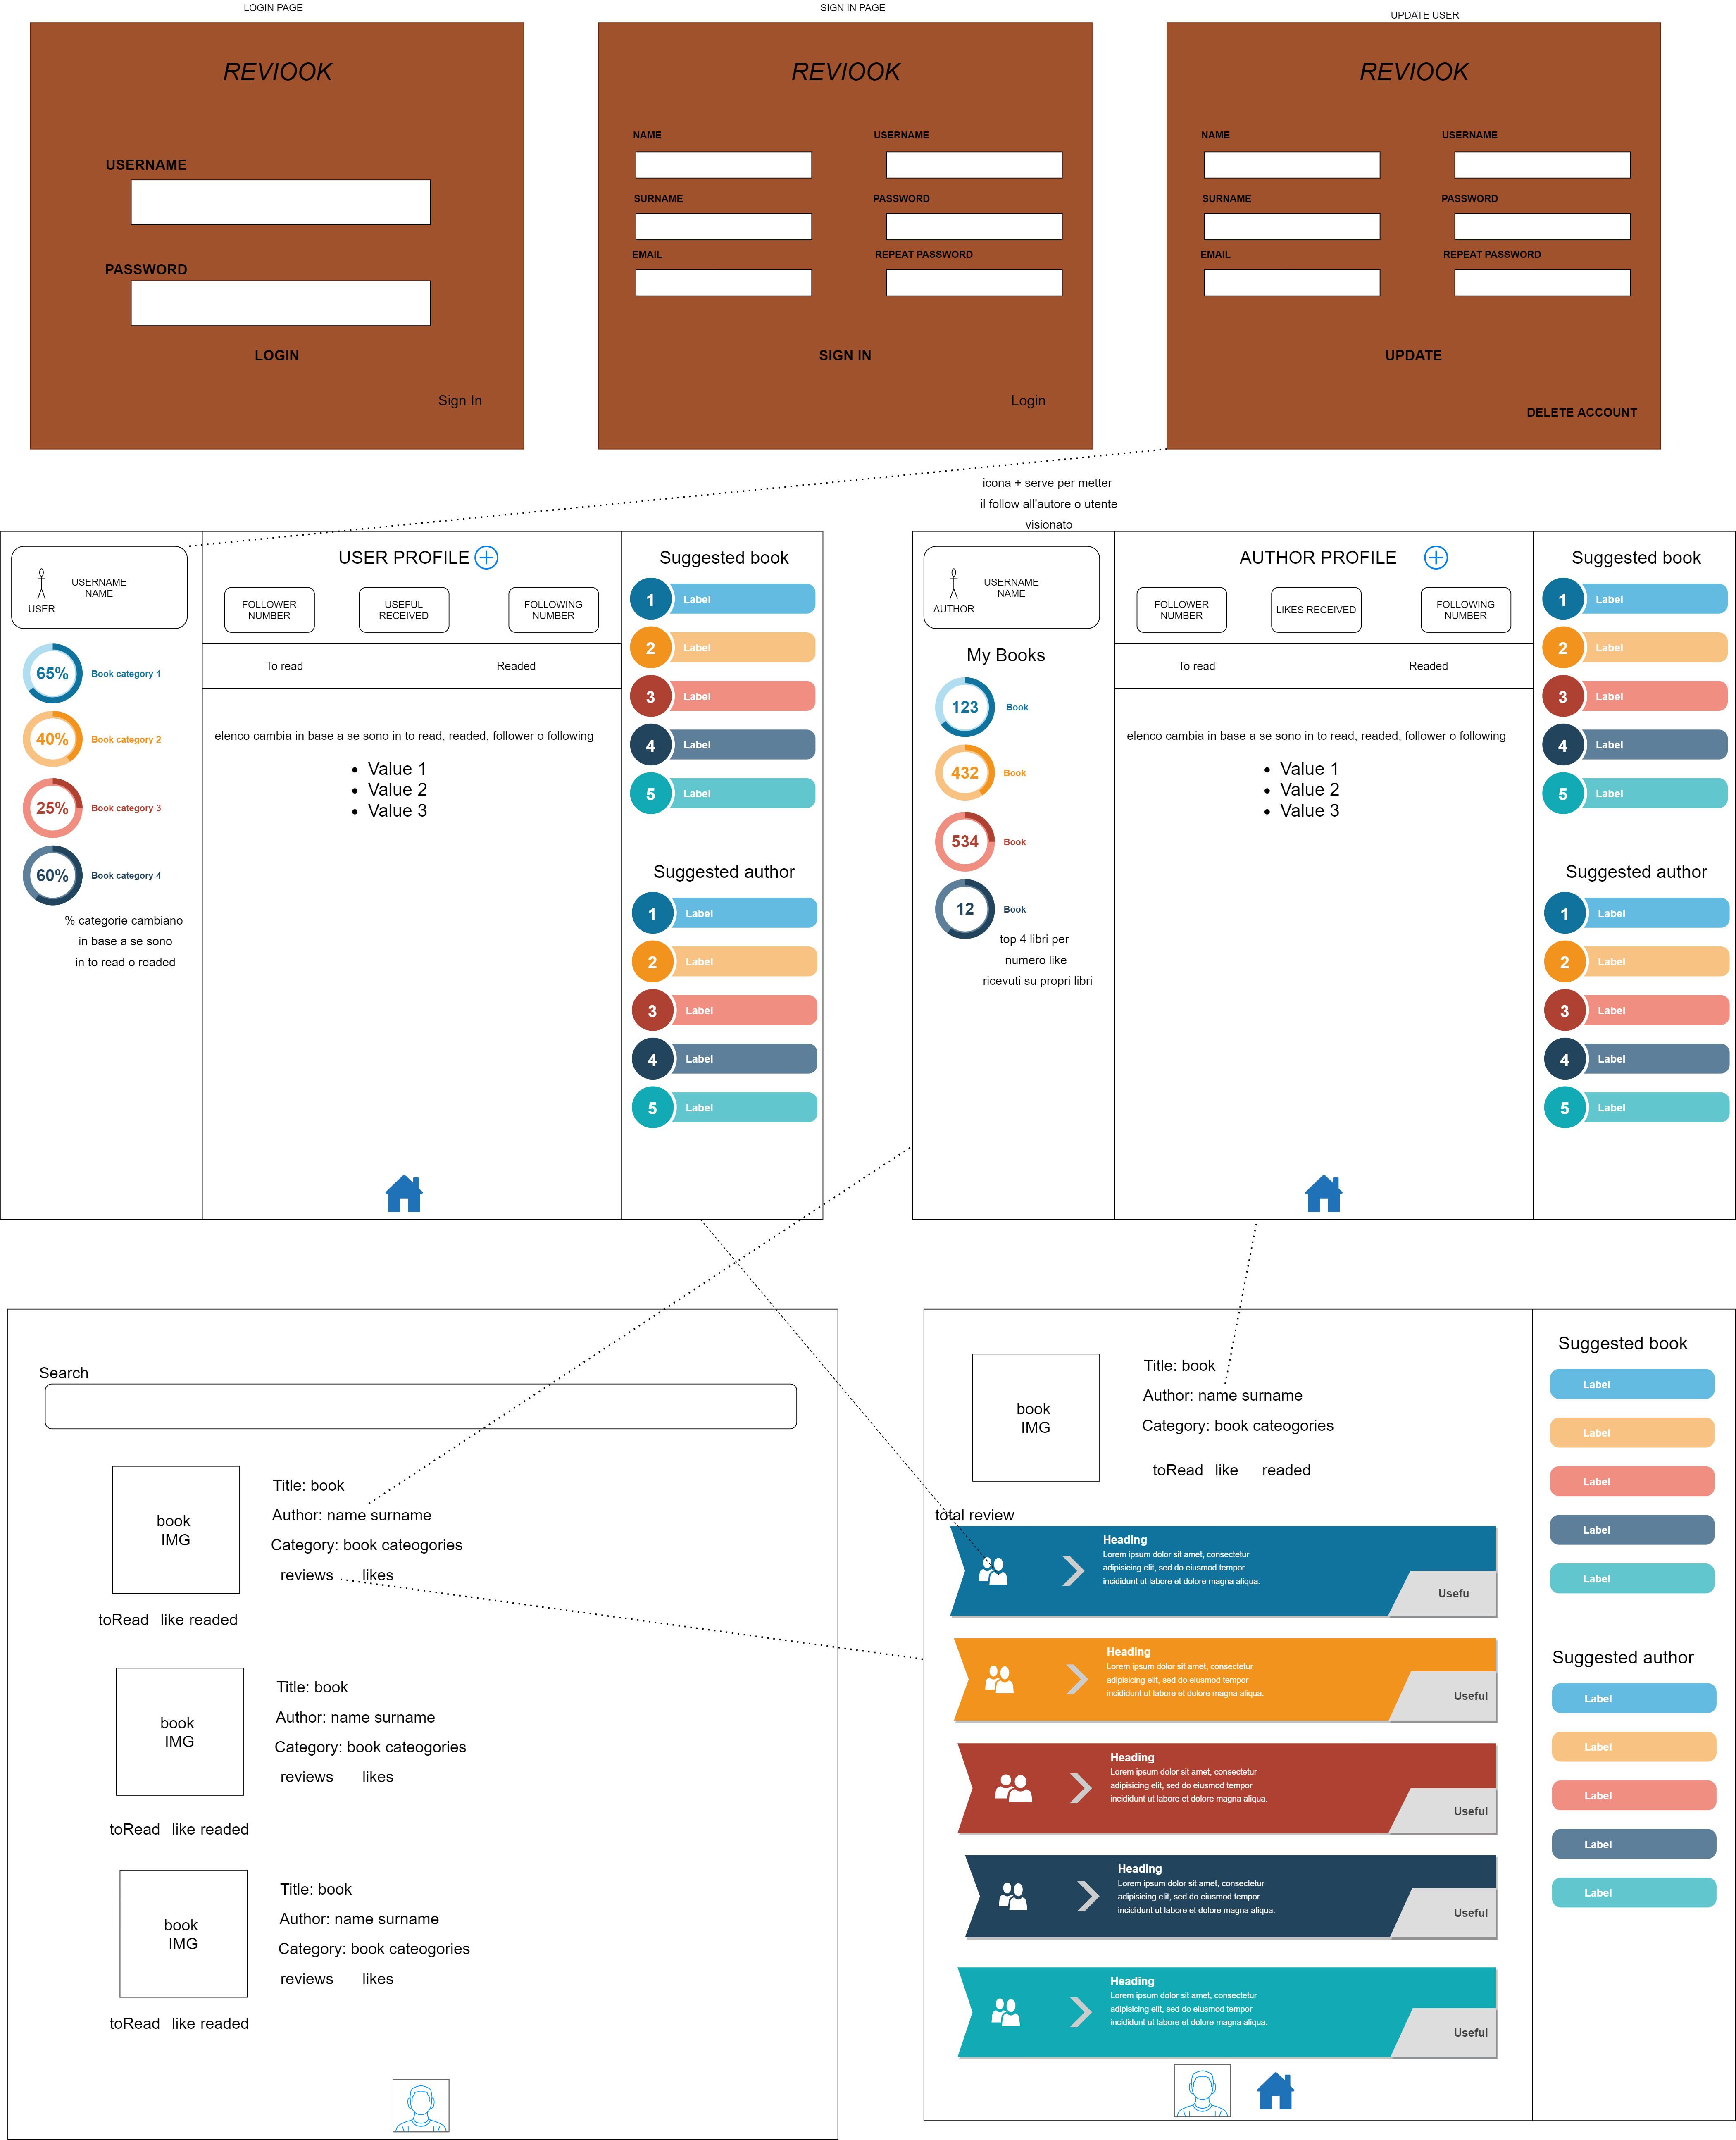 LOGIN PAGE
REVIOOK
USERNAME
PASSWORD
LOGIN
Sign In
SIGN IN PAGE
REVIOOK
NAME
USERNAME
SURNAME
PASSWORD
EMAIL
REPEAT PASSWORD
SIGN IN
Login
UPDATE USER
REVIOOK
NAME
USERNAME
SURNAME
PASSWORD
EMAIL
REPEAT PASSWORD
UPDATE
DELETE ACCOUNT
USERNAME
NAME
USER
65%
Book category 1
40%
Book category 2
25%
Book category 3
60%
Book category 4
% categorie cambiano
in base a se sono
in to read o readed
USER PROFILE
FOLLOWER
NUMBER
USEFUL
RECEIVED
FOLLOWING
NUMBER
To read
Readed
elenco cambia in base a se sono in to read, readed, follower o following
• Value 1
• Value 2
• Value 3
Suggested book
1 Label
2 Label
3 Label
4 Label
5 Label
Suggested author
1 Label
2 Label
3 Label
4 Label
5 Label
icona + serve per metter
il follow all'autore o utente
visionato
USERNAME
NAME
AUTHOR
My Books
123
Book
432
Book
534
Book
12
Book
top 4 libri per
numero like
ricevuti su propri libri
AUTHOR PROFILE
FOLLOWER
NUMBER
LIKES RECEIVED
FOLLOWING
NUMBER
To read
Readed
elenco cambia in base a se sono in to read, readed, follower o following
• Value 1
• Value 2
• Value 3
Suggested book
1 Label
2 Label
3 Label
4 Label
5 Label
Suggested author
1 Label
2 Label
3 Label
4 Label
5 Label
Search
book
IMG
Title: book
Author: name surname
Category: book cateogories
reviews likes
toRead like readed
book
IMG
Title: book
Author: name surname
Category: book cateogories
reviews likes
toRead like readed
book
IMG
Title: book
Author: name surname
Category: book cateogories
reviews likes
toRead like readed
book
IMG
Title: book
Author: name surname
Category: book cateogories
toRead like readed
total review
Heading
Lorem ipsum dolor sit amet, consectetur
adipisicing elit, sed do eiusmod tempor
incididunt ut labore et dolore magna aliqua.
Usefu
Heading
Lorem ipsum dolor sit amet, consectetur
adipisicing elit, sed do eiusmod tempor
incididunt ut labore et dolore magna aliqua.
Useful
Heading
Lorem ipsum dolor sit amet, consectetur
adipisicing elit, sed do eiusmod tempor
incididunt ut labore et dolore magna aliqua.
Useful
Heading
Lorem ipsum dolor sit amet, consectetur
adipisicing elit, sed do eiusmod tempor
incididunt ut labore et dolore magna aliqua.
Useful
Heading
Lorem ipsum dolor sit amet, consectetur
adipisicing elit, sed do eiusmod tempor
incididunt ut labore et dolore magna aliqua.
Useful
Suggested book
Label
Label
Label
Label
Label
Suggested author
Label
Label
Label
Label
Label